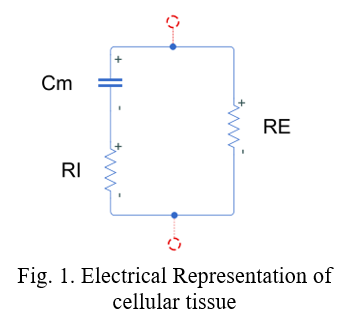 Cm
RI
RE
Fig. 1. Electrical Representation of
cellular tissue